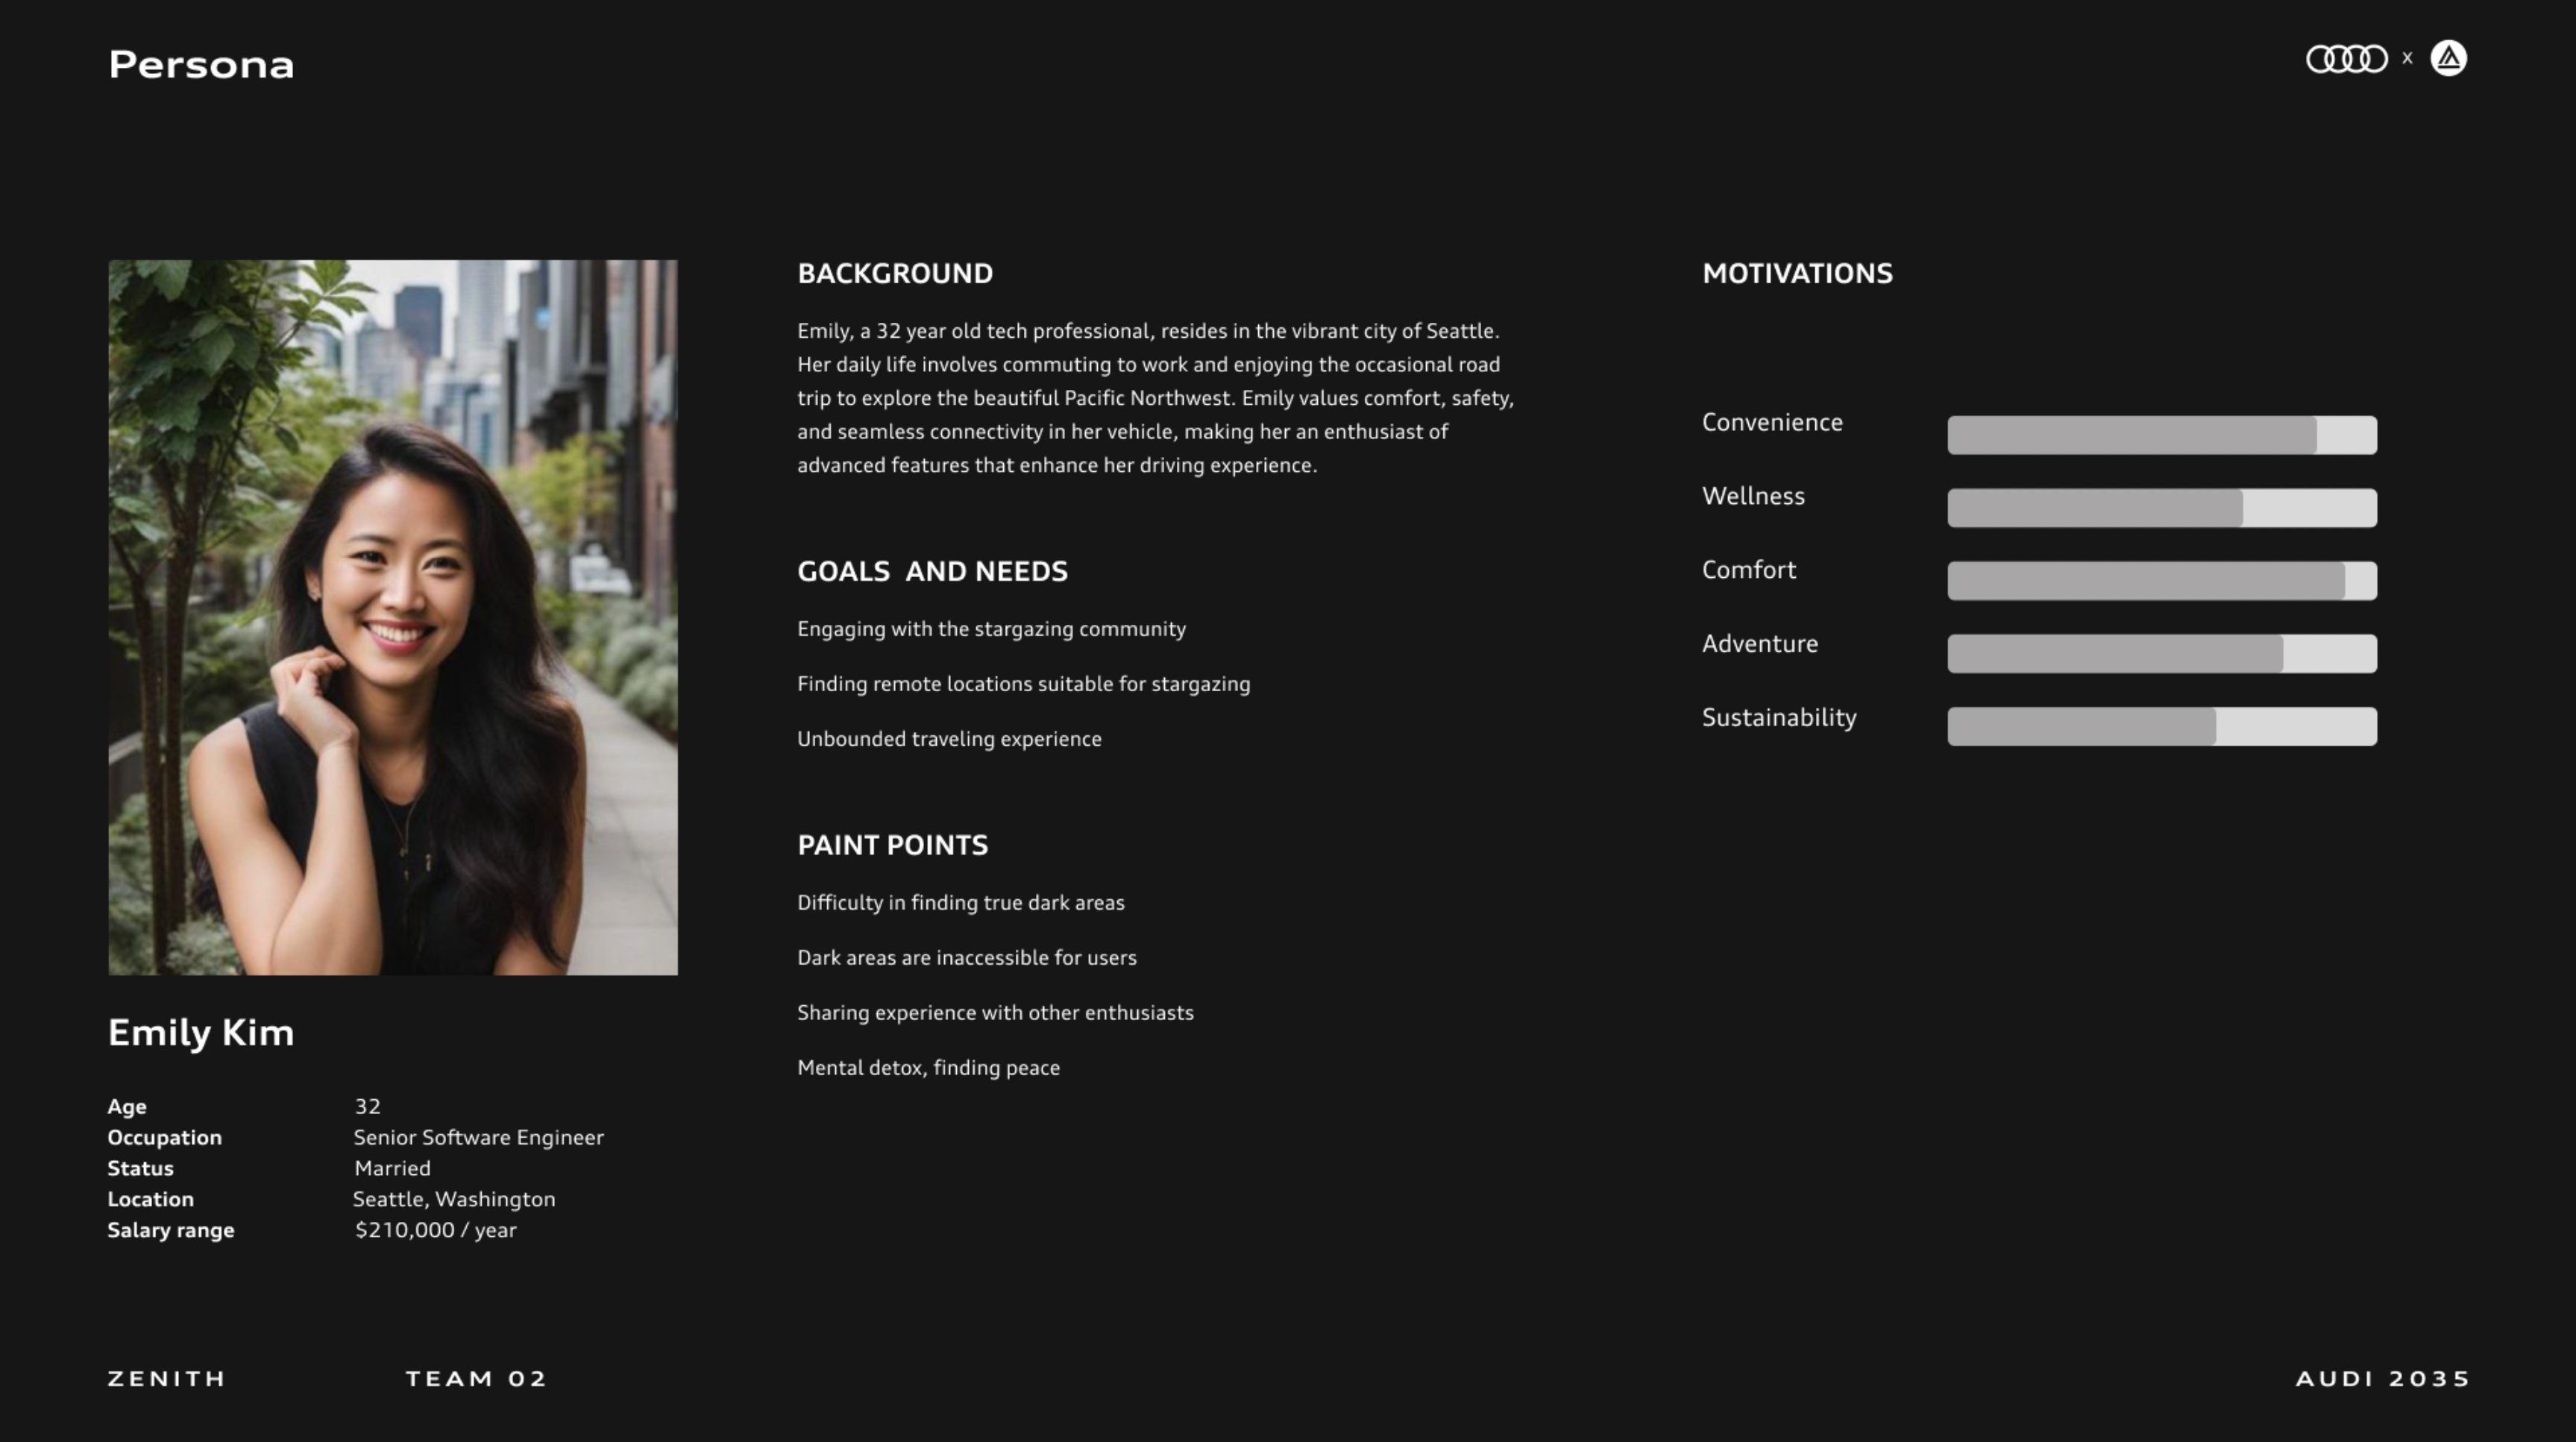 Persona
x
BACKGROUND
Emily, a 32 year old tech professional, resides in the vibrant city of Seattle.
Her daily life involves commuting to work and enjoying the occasional road
trip to explore the beautiful Pacific Northwest. Emily values comfort, safety,
and seamless connectivity in her vehicle, making her an enthusiast of
advanced features that enhance her driving experience.
GOALS  AND NEEDS
Engaging with the stargazing community
Finding remote locations suitable for stargazing
Unbounded traveling experience
PAINT POINTS
Difficulty in finding true dark areas
Dark areas are inaccessible for users
Sharing experience with other enthusiasts
Mental detox, finding peace
MOTIVATIONS
Convenience
Wellness
Comfort
Adventure
Sustainability
Emily Kim
Age 32
Occupation Senior Software Engineer
Status Married
Location Seattle, Washington
Salary range $210,000 / year
ZENITH TEAM 02 AUDI 2035